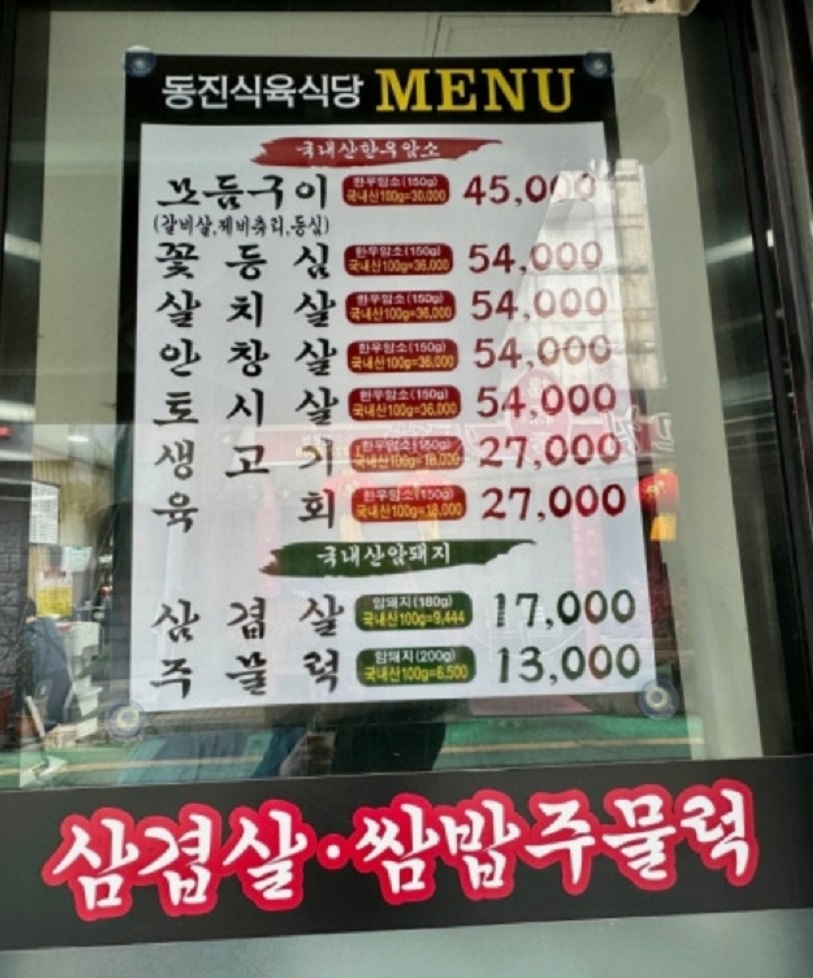 동진식육식당 MENU
국내산한우암소
모듬구이 한우암소(150g) 국내산100g=30,000 45,000
(갈비살,제비추리,등심)
꽃등심 한우암소(150g) 국내산100g=36,000 54,000
살치살 한우암소(150g) 국내산100g=36,000 54,000
안창살 한우암소(150g) 국내산100g=36,000 54,000
토시살 한우암소(150g) 국내산100g=36,000 54,000
생고기 한우암소(150g) 국내산100g=18,000 27,000
육회 한우암소(150g) 국내산100g=18,000 27,000
국내산암돼지
삼겹살 암돼지(180g) 국내산100g=9,444 17,000
주물럭 암돼지(200g) 국내산100g=6,500 13,000
삼겹살·쌈밥주물럭